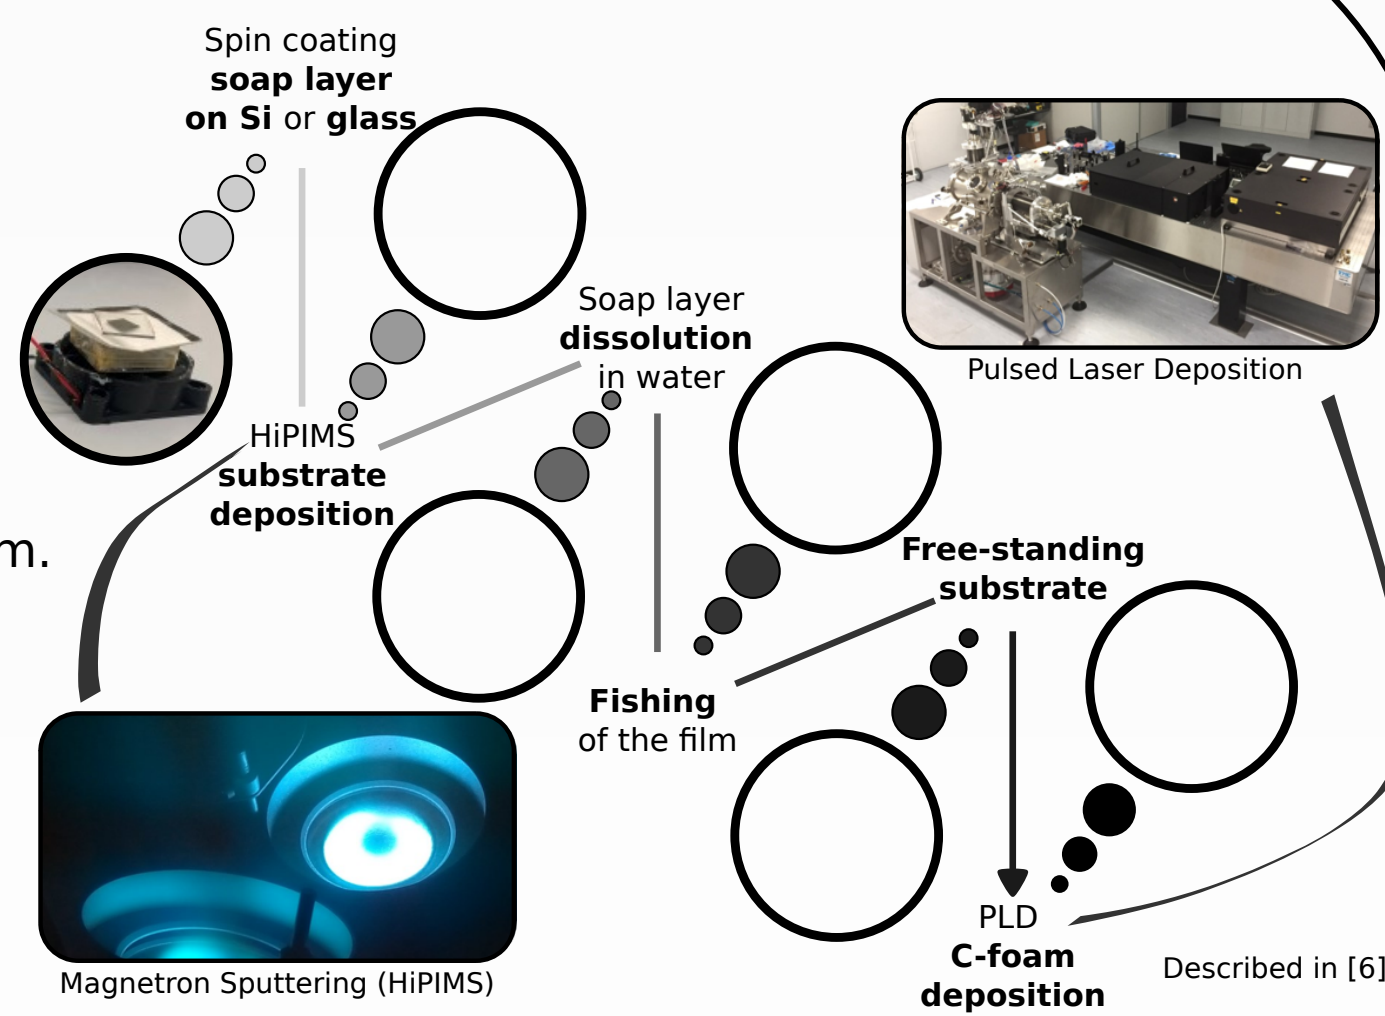 Spin coating
soap layer
on Si or glass
Soap layer
dissolution
in water
Pulsed Laser Deposition
HiPIMS
substrate
deposition
m.
Free-standing
substrate
Fishing
of the film
PLD
C-foam
deposition
Described in [6]
Magnetron Sputtering (HiPIMS)